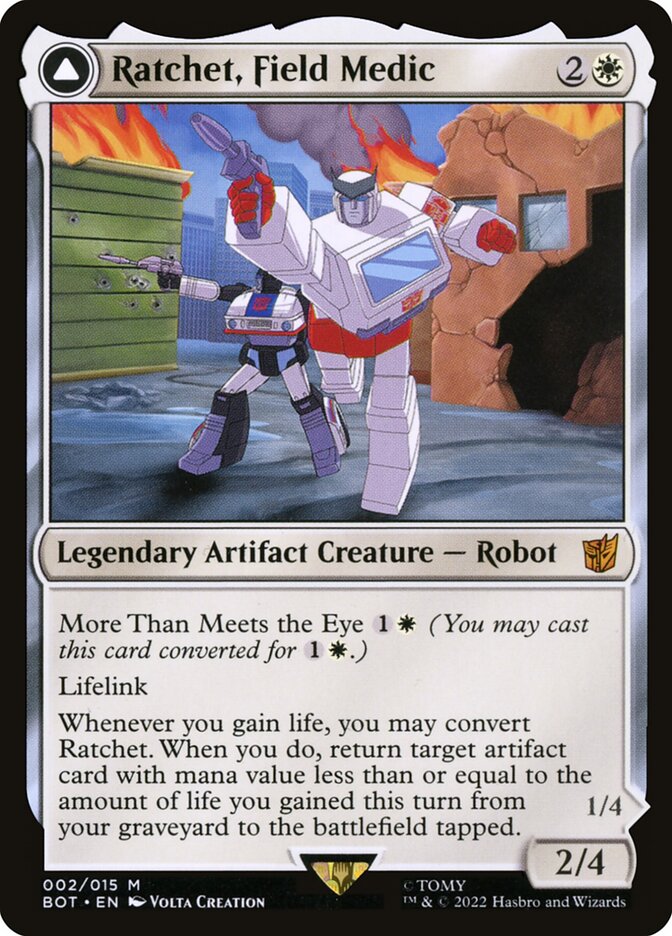 Ratchet, Field Medic 2
Legendary Artifact Creature — Robot
More Than Meets the Eye 1 (You may cast
this card converted for 1 .)
Lifelink
Whenever you gain life, you may convert
Ratchet. When you do, return target artifact
card with mana value less than or equal to the
amount of life you gained this turn from
your graveyard to the battlefield tapped.
1/4
2/4
002/015 M
BOT • EN Volta Creation
© TOMY
™ & © 2022 Hasbro and Wizards